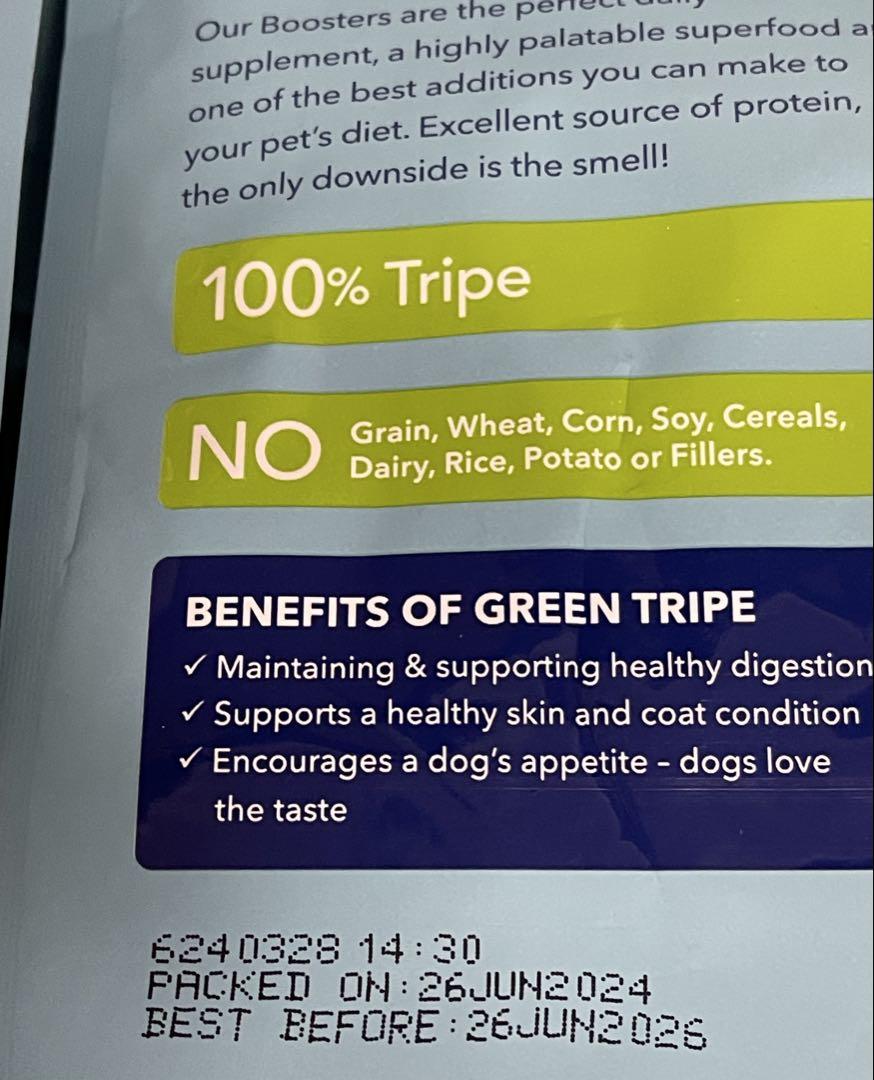 Our Boosters are the perfect daily
supplement, a highly palatable superfood a
one of the best additions you can make to
your pet's diet. Excellent source of protein,
the only downside is the smell!
100% Tripe
NO Grain, Wheat, Corn, Soy, Cereals,
Dairy, Rice, Potato or Fillers.
BENEFITS OF GREEN TRIPE
✓ Maintaining & supporting healthy digestion
✓ Supports a healthy skin and coat condition
✓ Encourages a dog's appetite - dogs love
the taste
6240328 14:30
PACKED ON:26JUN2024
BEST BEFORE:26JUN2026